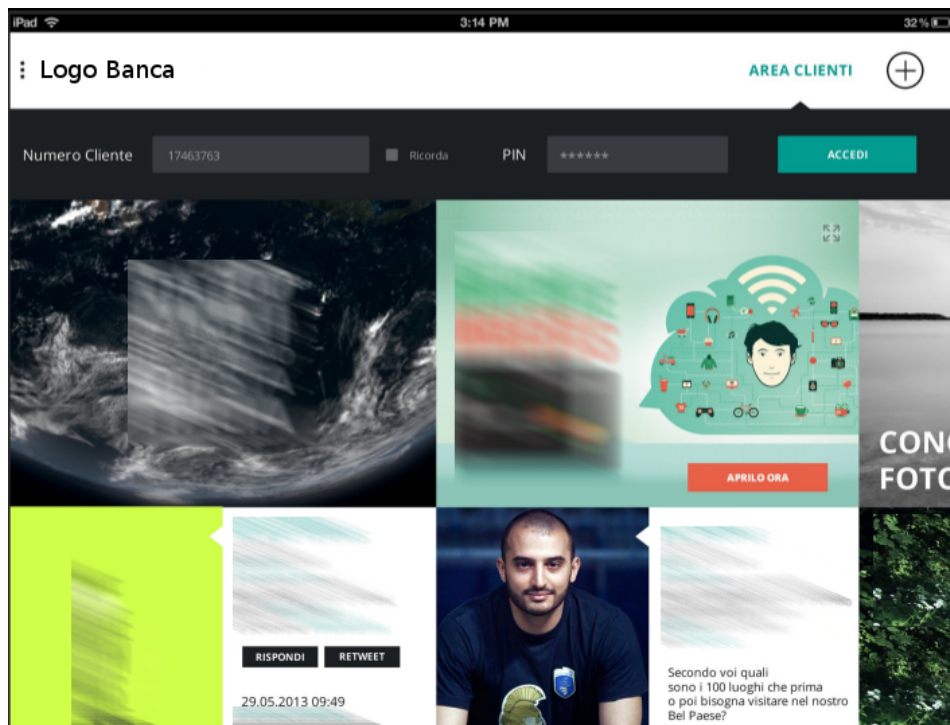 iPad 3:14 PM 32%
Logo Banca AREA CLIENTI
Numero Cliente 17463763 Ricorda PIN ****** ACCEDI
APRILO ORA
CONO
FOTO
RISPONDI RETWEET
29.05.2013 09:49
Secondo voi quali
sono i 100 luoghi che prima
o poi bisogna visitare nel nostro
Bel Paese?